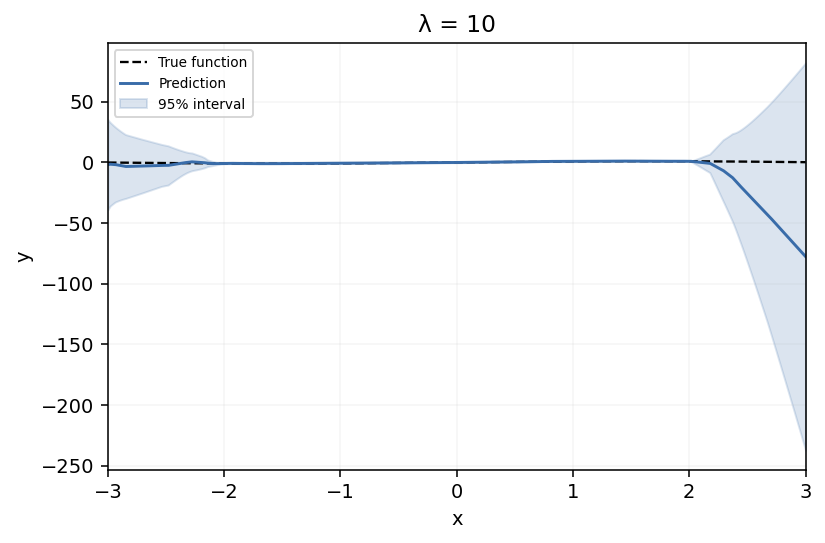 λ = 10
True function
Prediction
95% interval
50
0
−50
−100
−150
−200
−250
y
−3 −2 −1 0 1 2 3
x